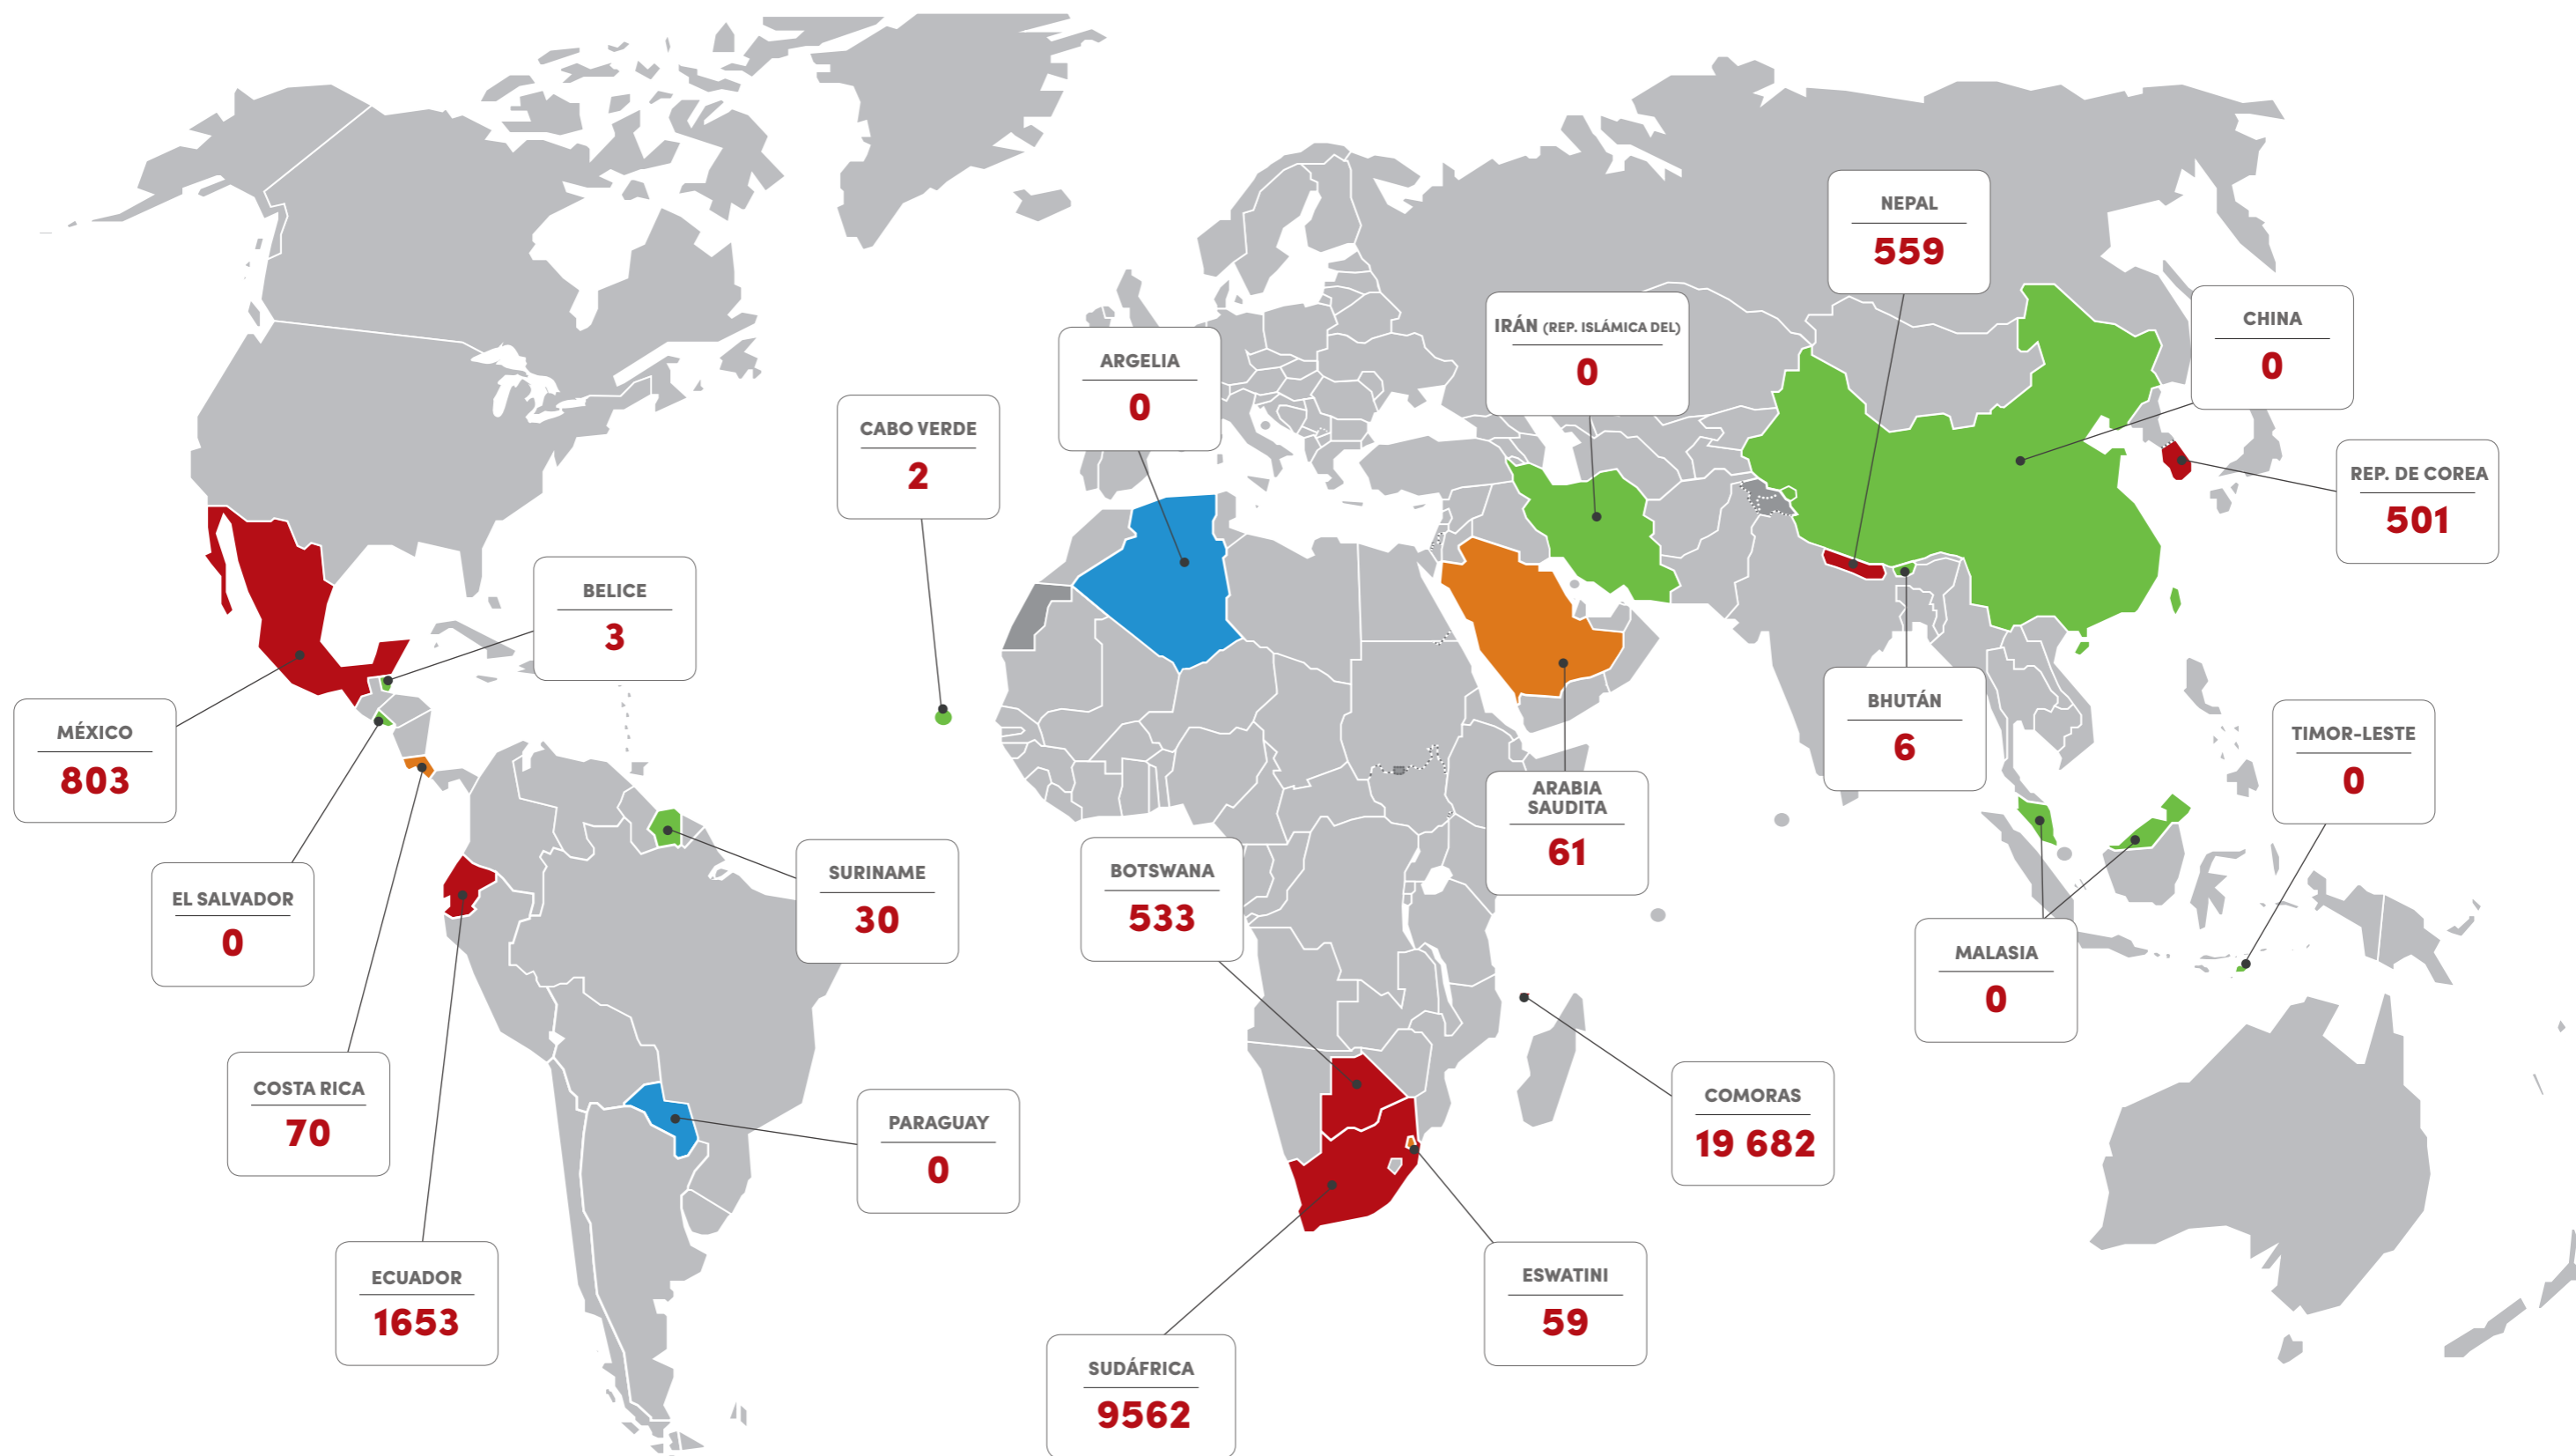 NEPAL
559
IRÁN (REP. ISLÁMICA DEL)
0
CHINA
0
ARGELIA
0
CABO VERDE
2
REP. DE COREA
501
BELICE
3
MÉXICO
803
BHUTÁN
6
TIMOR-LESTE
0
ARABIA
SAUDITA
61
BOTSWANA
533
SURINAME
30
EL SALVADOR
0
MALASIA
0
COSTA RICA
70
COMORAS
19 682
PARAGUAY
0
ECUADOR
1653
ESWATINI
59
SUDÁFRICA
9562